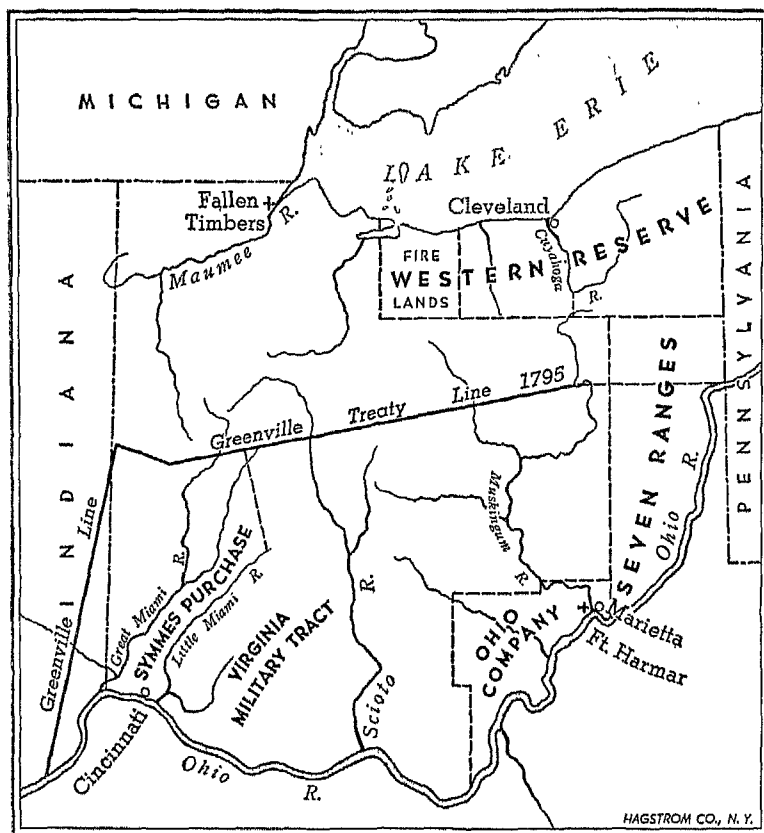 MICHIGAN
LAKE ERIE
Fallen
Timbers
R.
Maumee
Cleveland
Cuyahoga
R.
FIRE
LANDS
WESTERN RESERVE
PENNSYLVANIA
INDIANA
Greenville Treaty Line 1795
Greenville Line
SEVEN RANGES
Ohio R.
Muskingum
R.
Great Miami
R.
SYMMES PURCHASE
Little Miami R.
VIRGINIA
MILITARY TRACT
Scioto
R.
OHIO
COMPANY
Marietta
Ft. Harmar
Cincinnati
Ohio
R.
HAGSTROM CO., N. Y.